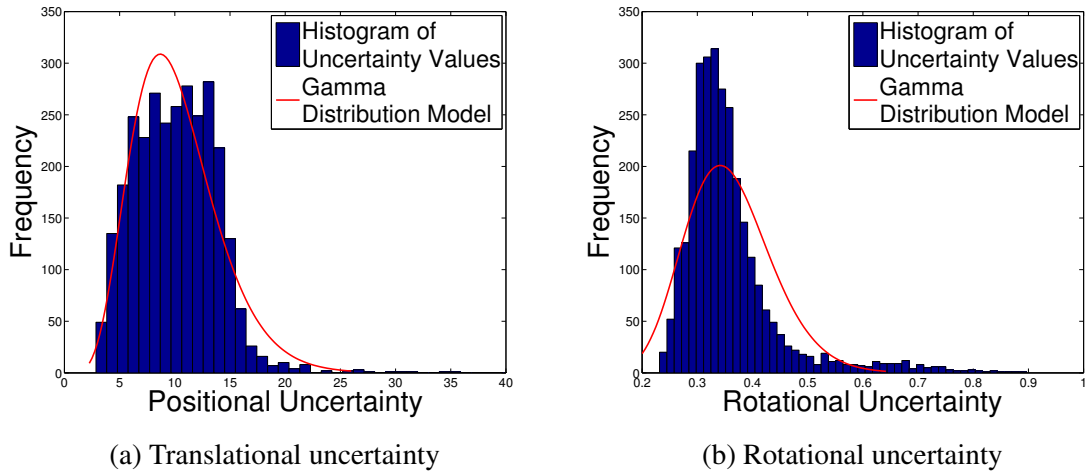 350
300
250
200
150
100
50
0
0 5 10 15 20 25 30 35 40
Frequency
Positional Uncertainty
Histogram of
Uncertainty Values
Gamma
Distribution Model
(a) Translational uncertainty
350
300
250
200
150
100
50
0
0.2 0.3 0.4 0.5 0.6 0.7 0.8 0.9 1
Frequency
Rotational Uncertainty
Histogram of
Uncertainty Values
Gamma
Distribution Model
(b) Rotational uncertainty